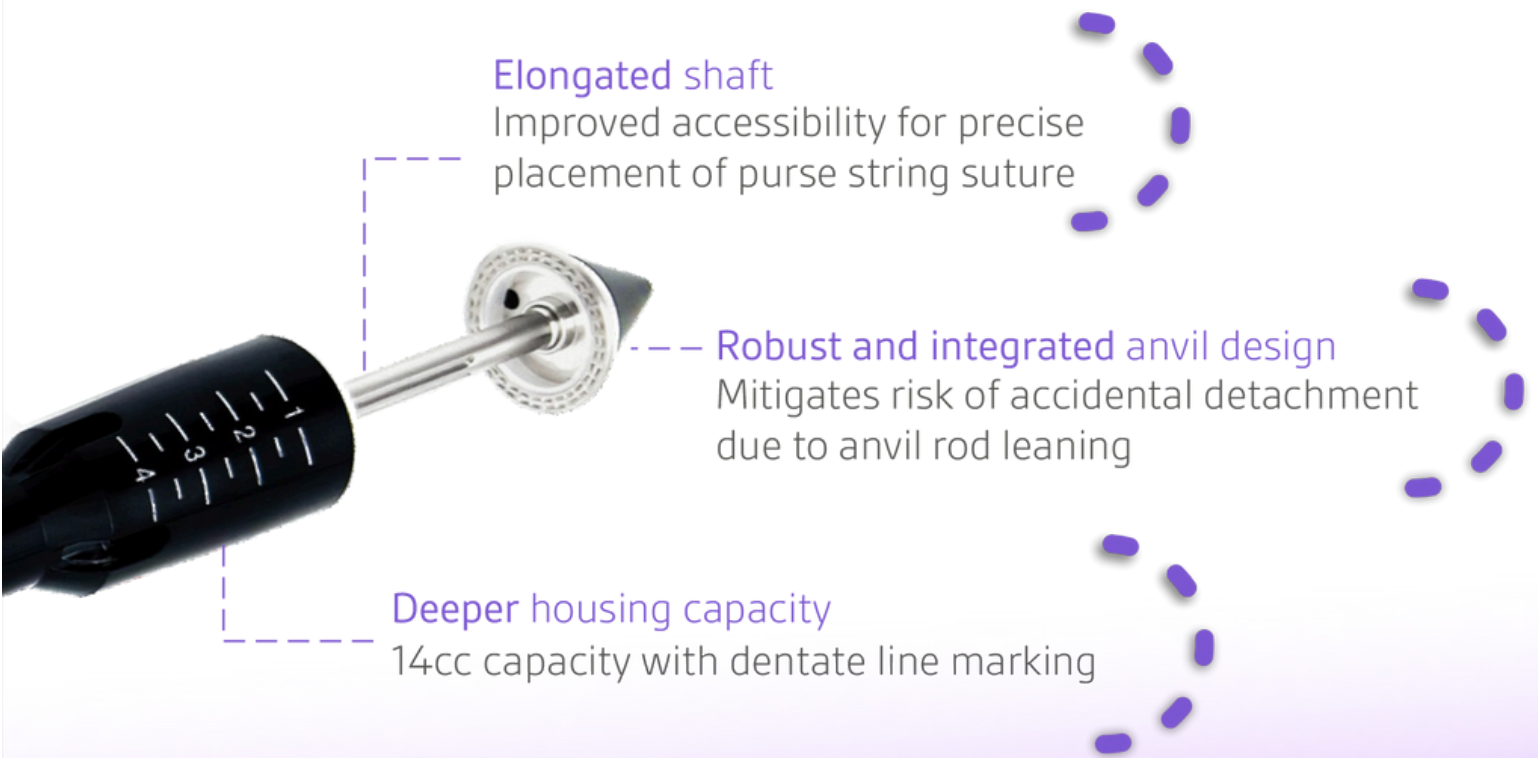 Elongated shaft
Improved accessibility for precise
placement of purse string suture
Robust and integrated anvil design
Mitigates risk of accidental detachment
due to anvil rod leaning
1
2
3
4
Deeper housing capacity
14cc capacity with dentate line marking